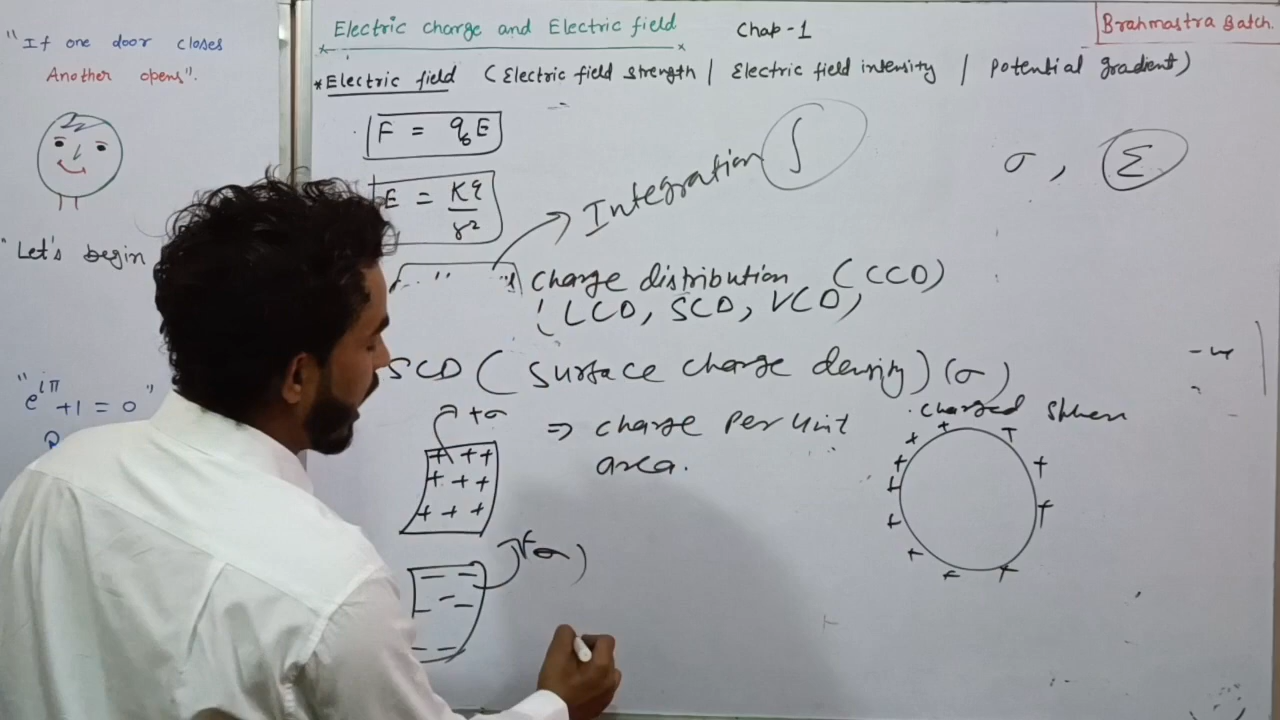 "If one door closes
Another opens".
"Let's begin
"e^iπ +1 = 0"
Electric charge and Electric field
Chap-1
Brahmastra Batch.
*Electric field (Electric field strength / Electric field intensity / Potential gradient)
F = q₀E
E = Kq/r²
Integration ∫
σ, Σ
Charge distribution (CCD)
(LCD, SCD, VCD,
SCD (Surface charge density) (σ)
+σ
⇒ charge Per Unit
area.
+ + +
+ + +
+ + +
charged
+ + + + + + + + + + +
-ve
(-σ)